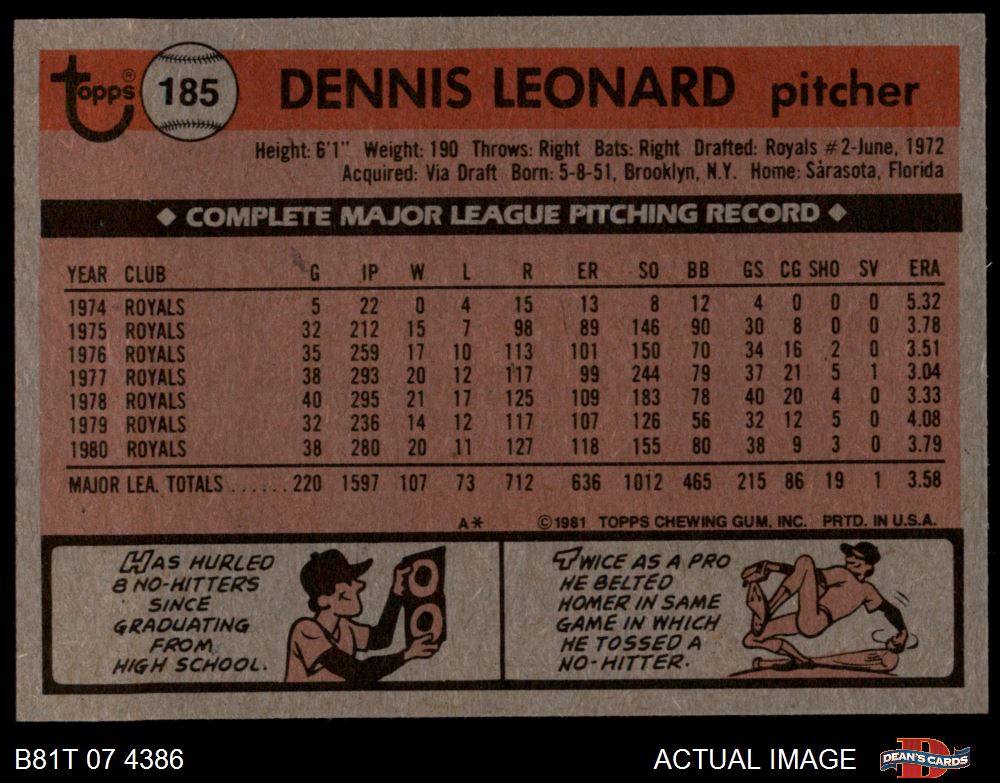 topps® 185 DENNIS LEONARD pitcher
Height: 6'1" Weight: 190 Throws: Right Bats: Right Drafted: Royals #2-June, 1972
Acquired: Via Draft Born: 5-8-51, Brooklyn, N.Y. Home: Sarasota, Florida
◆ COMPLETE MAJOR LEAGUE PITCHING RECORD ◆
YEAR CLUB G IP W L R ER SO BB GS CG SHO SV ERA
1974 ROYALS 5 22 0 4 15 13 8 12 4 0 0 0 5.32
1975 ROYALS 32 212 15 7 98 89 146 90 30 8 0 0 3.78
1976 ROYALS 35 259 17 10 113 101 150 70 34 16 2 0 3.51
1977 ROYALS 38 293 20 12 117 99 244 79 37 21 5 1 3.04
1978 ROYALS 40 295 21 17 125 109 183 78 40 20 4 0 3.33
1979 ROYALS 32 236 14 12 117 107 126 56 32 12 5 0 4.08
1980 ROYALS 38 280 20 11 127 118 155 80 38 9 3 0 3.79
MAJOR LEA. TOTALS ......220 1597 107 73 712 636 1012 465 215 86 19 1 3.58
A* ©1981 TOPPS CHEWING GUM, INC. PRTD. IN U.S.A.
HAS HURLED
8 NO-HITTERS
SINCE
GRADUATING
FROM
HIGH SCHOOL.
TWICE AS A PRO
HE BELTED
HOMER IN SAME
GAME IN WHICH
HE TOSSED A
NO-HITTER.
B81T 07 4386 ACTUAL IMAGE DEAN'S CARDS